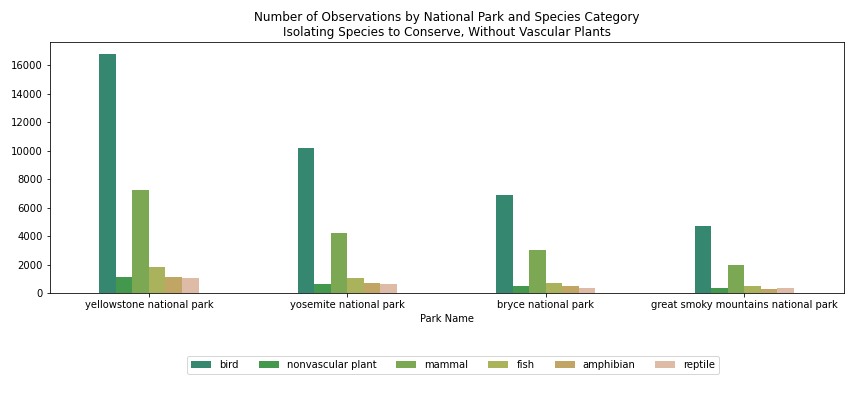 Number of Observations by National Park and Species Category
Isolating Species to Conserve, Without Vascular Plants
16000
14000
12000
10000
8000
6000
4000
2000
0
yellowstone national park
yosemite national park
bryce national park
great smoky mountains national park
Park Name
bird
nonvascular plant
mammal
fish
amphibian
reptile